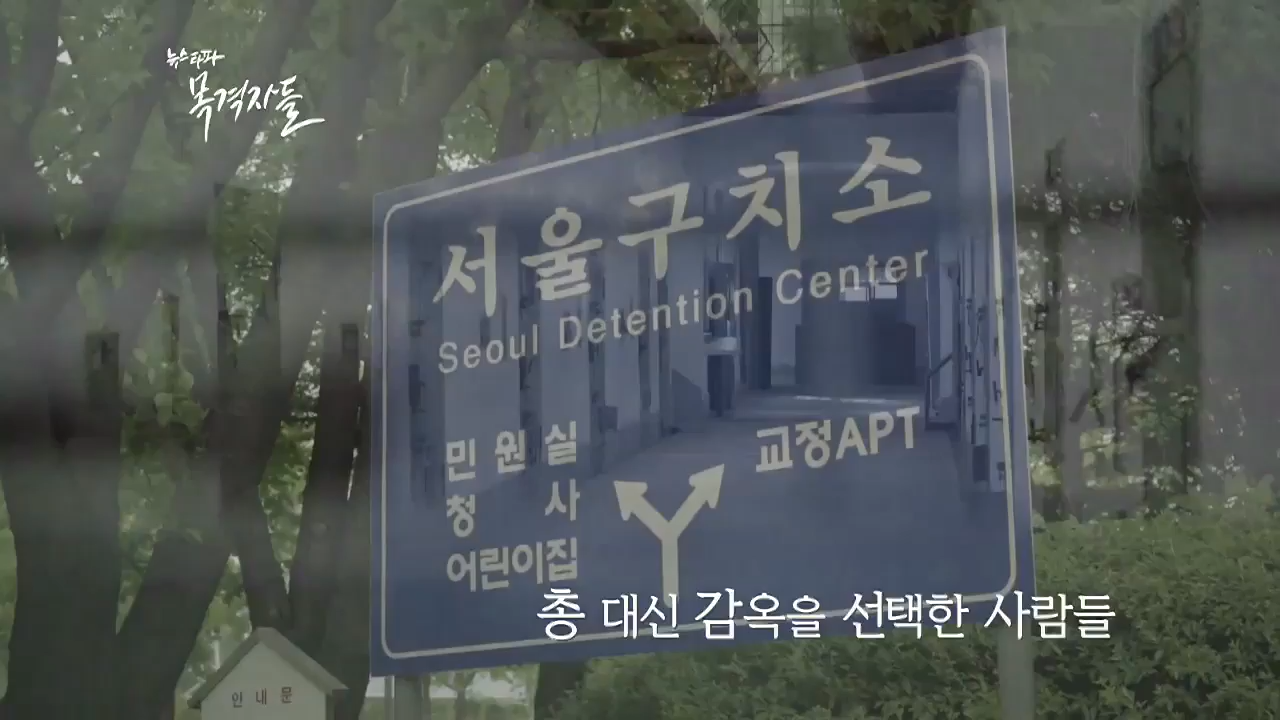 뉴스타파
목격자들
서울구치소
Seoul Detention Center
민원실
청사
어린이집
교정APT
총 대신 감옥을 선택한 사람들
안내문